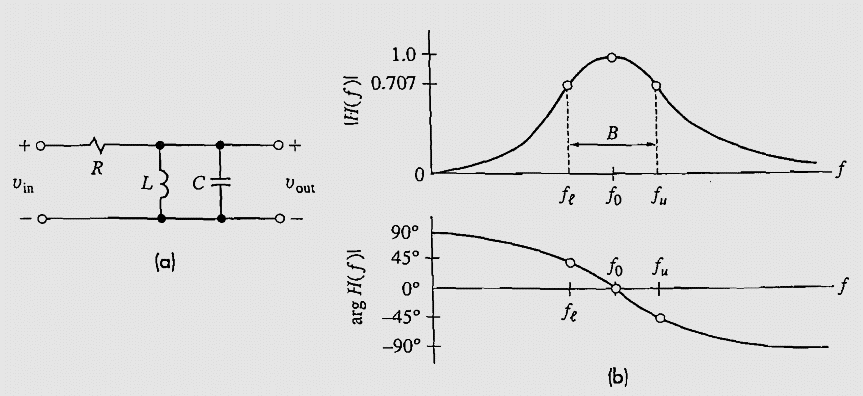 + R +
v_in L C v_out
− −
(a)
|H(f)|
1.0
0.707
B
0
f
f_ℓ f_0 f_u
arg H(f)|
90°
45° f_0 f_u
0° f
−45° f_ℓ
−90°
(b)